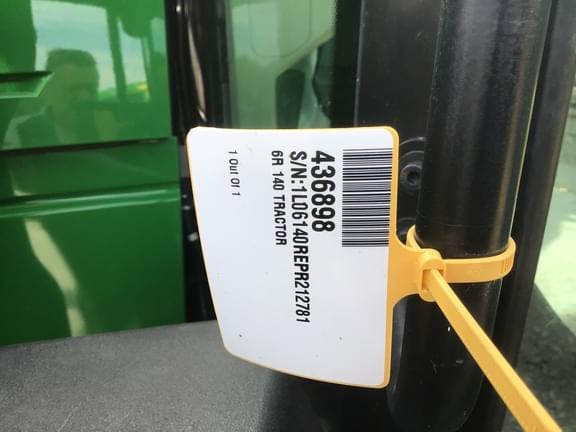 436898
S/N:1L06140REPR212781
6R 140 TRACTOR
1 Out Of 1